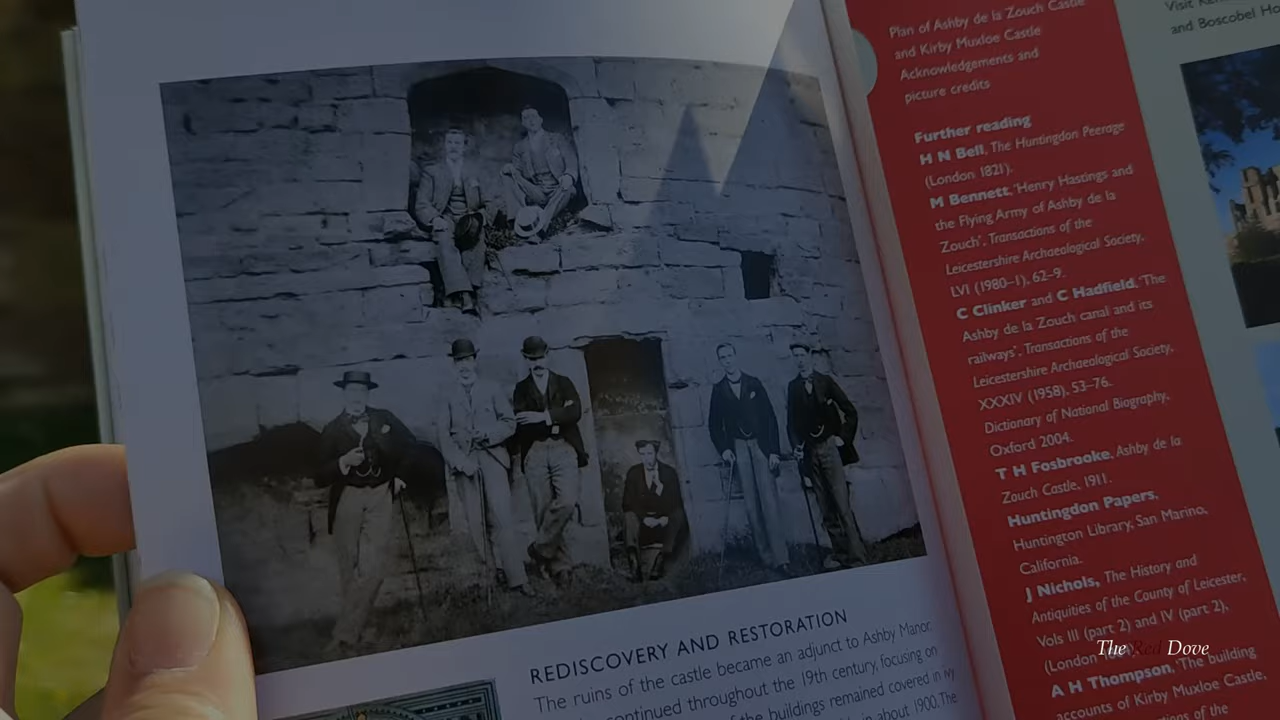 REDISCOVERY AND RESTORATION
The ruins of the castle became an adjunct to Ashby Manor.
continued throughout the 19th century, focusing on
of the buildings remained covered in ivy
in about 1900. The
Plan of Ashby de la Zouch Castle
and Kirby Muxloe Castle
Acknowledgements and
picture credits
Further reading
H N Bell, The Huntingdon Peerage
(London 1821).
M Bennett, 'Henry Hastings and
the Flying Army of Ashby de la
Zouch', Transactions of the
Leicestershire Archaeological Society,
LVI (1980–1), 62–9.
C Clinker and C Hadfield, 'The
Ashby de la Zouch canal and its
railways', Transactions of the
Leicestershire Archaeological Society,
XXXIV (1958), 53–76.
Dictionary of National Biography,
Oxford 2004.
T H Fosbrooke, Ashby de la
Zouch Castle, 1911.
Huntingdon Papers,
Huntington Library, San Marino,
California.
J Nichols, The History and
Antiquities of the County of Leicester,
Vols III (part 2) and IV (part 2),
(London
A H Thompson, 'The building
accounts of Kirby Muxloe Castle,
of the
Visit
and Boscobel
The Red Dove